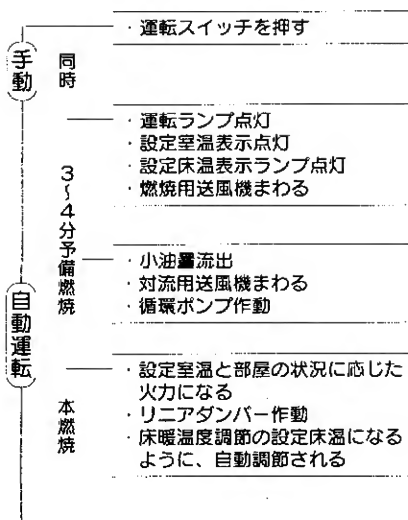 ・運転スイッチを押す
手動
同時
・運転ランプ点灯
・設定室温表示点灯
・設定床温表示ランプ点灯
・燃焼用送風機まわる
3～4分予備燃焼
・小油量流出
・対流用送風機まわる
・循環ポンプ作動
自動運転
・設定室温と部屋の状況に応じた
火力になる
・リニアダンパー作動
・床暖温度調節の設定床温になる
ように、自動調節される
本燃焼